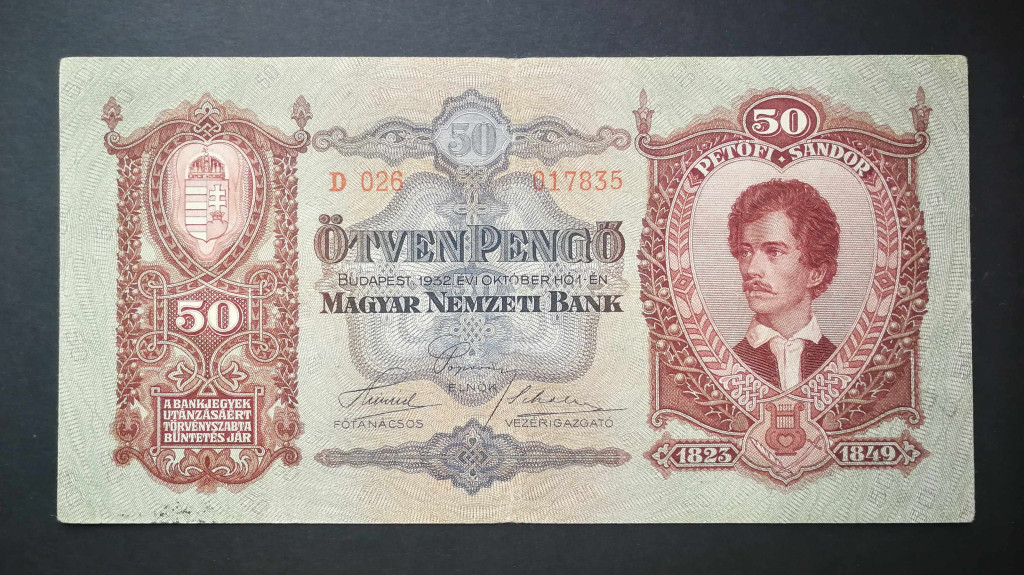 50
D 026 017835
ÖTVEN PENGŐ
BUDAPEST, 1932. ÉVI OKTÓBER HÓ 1-ÉN
MAGYAR NEMZETI BANK
ELNÖK
FŐTANÁCSOS VEZÉRIGAZGATÓ
50
A BANKJEGYEK
UTÁNZÁSAÉRT
TÖRVÉNYSZABTA
BÜNTETÉS JÁR
50
PETŐFI · SÁNDOR
1823 1849